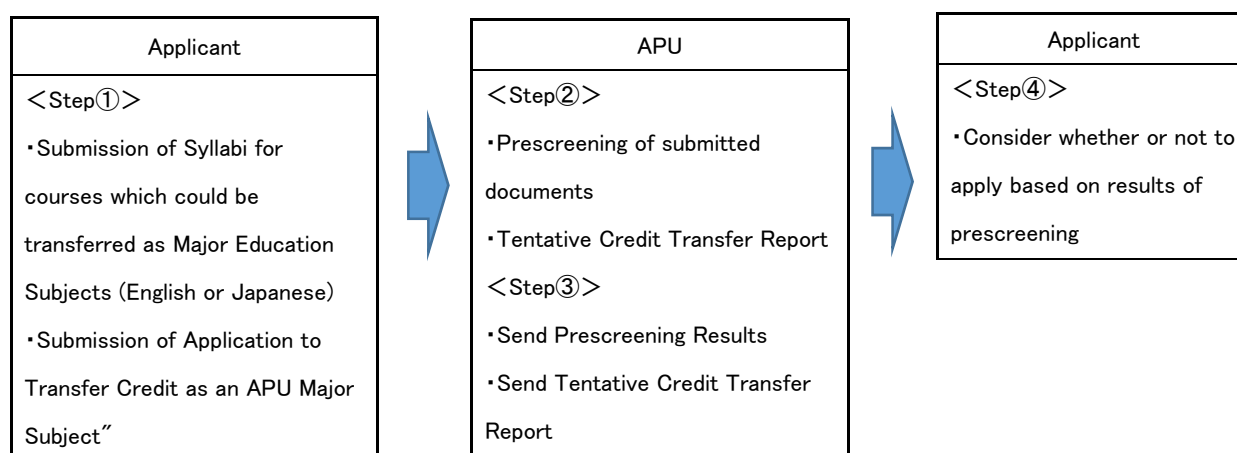 Applicant
<Step①>
・Submission of Syllabi for
courses which could be
transferred as Major Education
Subjects (English or Japanese)
・Submission of Application to
Transfer Credit as an APU Major
Subject”
APU
<Step②>
・Prescreening of submitted
documents
・Tentative Credit Transfer Report
<Step③>
・Send Prescreening Results
・Send Tentative Credit Transfer
Report
Applicant
<Step④>
・Consider whether or not to
apply based on results of
prescreening